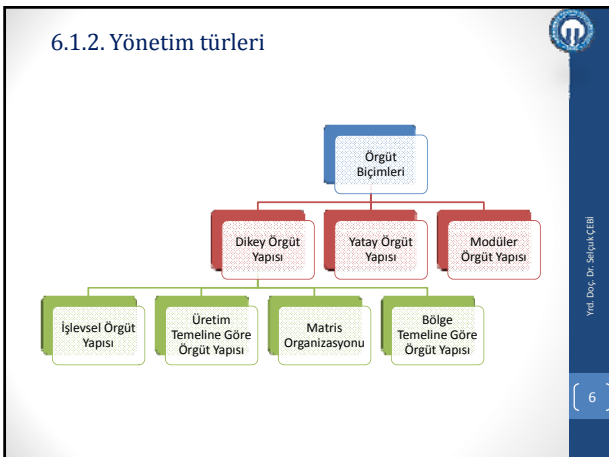 6.1.2. Yönetim türleri
Örgüt
Biçimleri
Dikey Örgüt
Yapısı
Yatay Örgüt
Yapısı
Modüler
Örgüt Yapısı
İşlevsel Örgüt
Yapısı
Üretim
Temeline Göre
Örgüt Yapısı
Matris
Organizasyonu
Bölge
Temeline Göre
Örgüt Yapısı
Yrd. Doç. Dr. Selçuk ÇEBİ
6